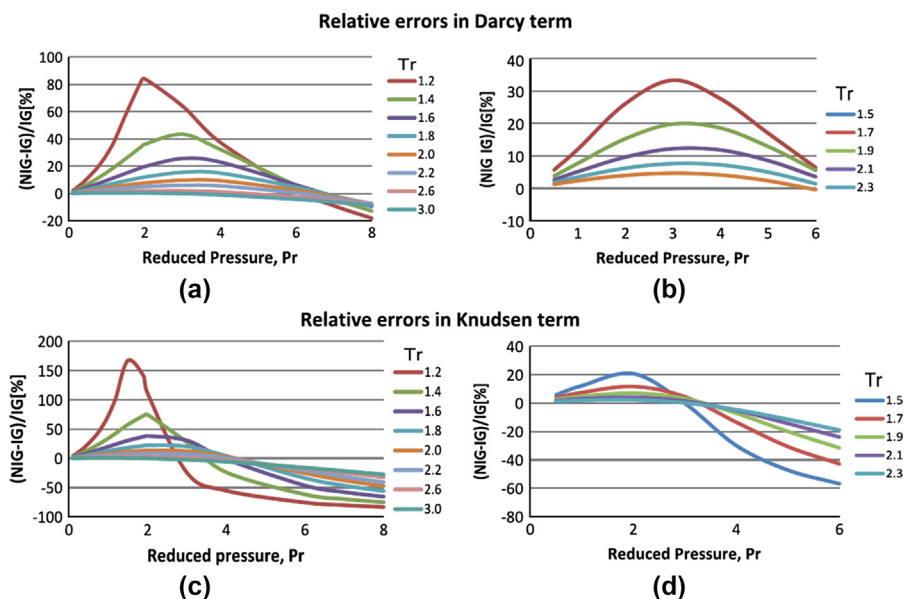 Relative errors in Darcy term
(NIG-IG)/IG[%]
100
80
60
40
20
0
-20
0 2 4 6 8
Reduced Pressure, Pr
Tr
1.2
1.4
1.6
1.8
2.0
2.2
2.6
3.0
(a)
(NIG IG)/IG[%]
40
30
20
10
0
-10
0 1 2 3 4 5 6
Reduced Pressure, Pr
Tr
1.5
1.7
1.9
2.1
2.3
(b)
Relative errors in Knudsen term
(NIG-IG)/IG[%]
200
150
100
50
0
-50
-100
0 2 4 6 8
Reduced pressure, Pr
Tr
1.2
1.4
1.6
1.8
2.0
2.2
2.6
3.0
(c)
(NIG-IG)/IG[%]
40
20
0
-20
-40
-60
-80
0 2 4 6
Reduced Pressure, Pr
Tr
1.5
1.7
1.9
2.1
2.3
(d)